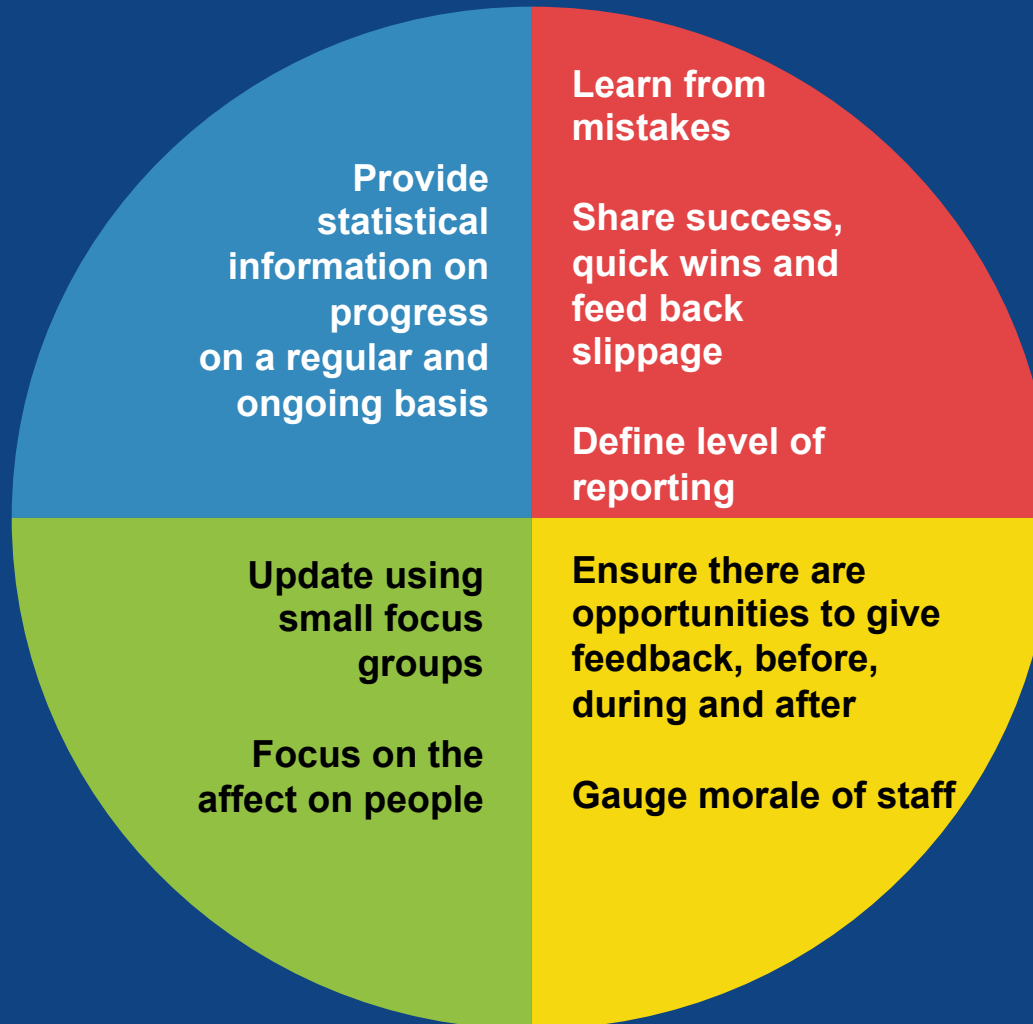 Provide
statistical
information on
progress
on a regular and
ongoing basis
Learn from
mistakes
Share success,
quick wins and
feed back
slippage
Define level of
reporting
Update using
small focus
groups
Focus on the
affect on people
Ensure there are
opportunities to give
feedback, before,
during and after
Gauge morale of staff